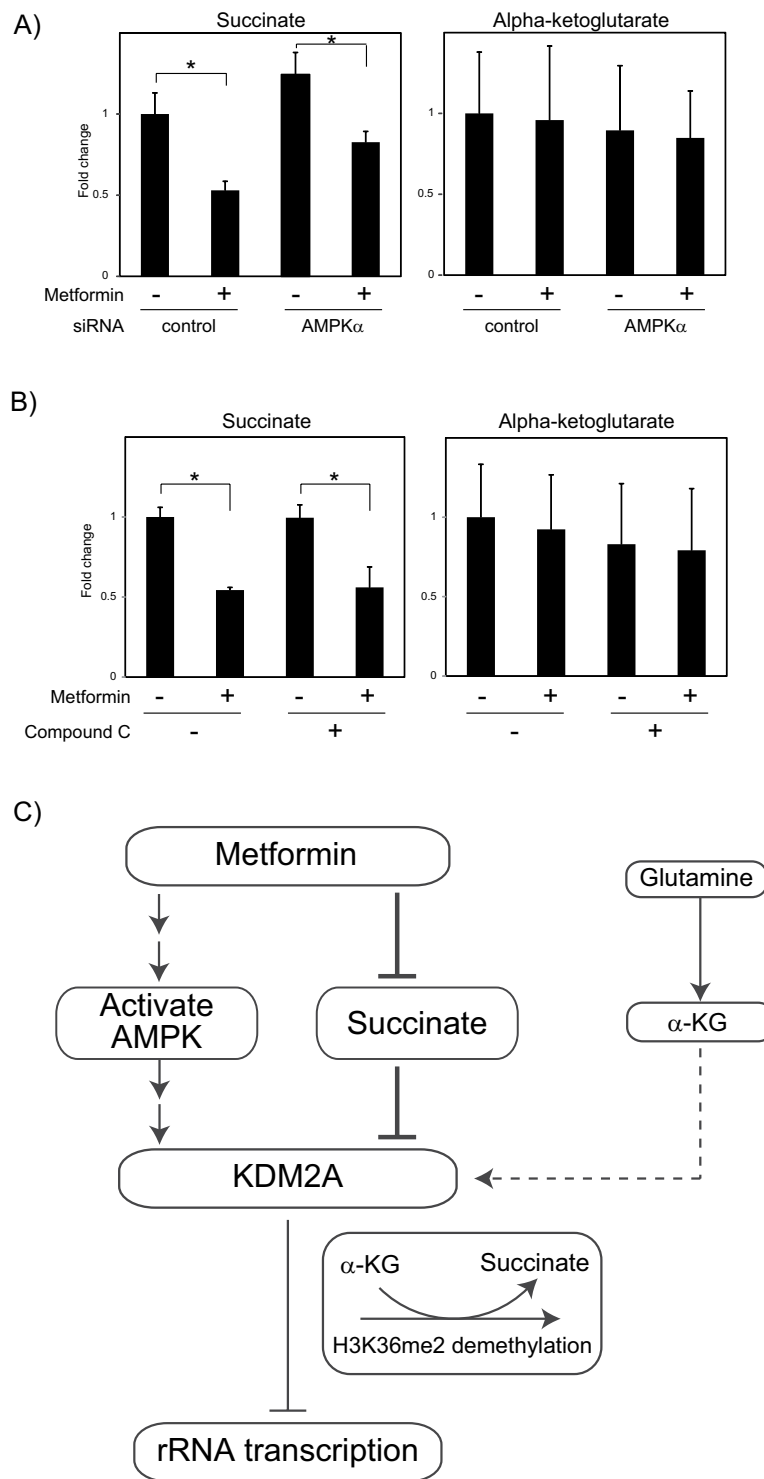 A)
Succinate
Alpha-ketoglutarate
* *
Fold change
1
0.5
0
1
0.5
0
Metformin - + - + - + - +
siRNA control AMPKα control AMPKα
B)
Succinate
Alpha-ketoglutarate
* *
Fold change
1
0.5
0
1
0.5
0
Metformin - + - + - + - +
Compound C - + - +
C)
Metformin
Glutamine
Activate
AMPK
Succinate
α-KG
KDM2A
α-KG Succinate
H3K36me2 demethylation
rRNA transcription